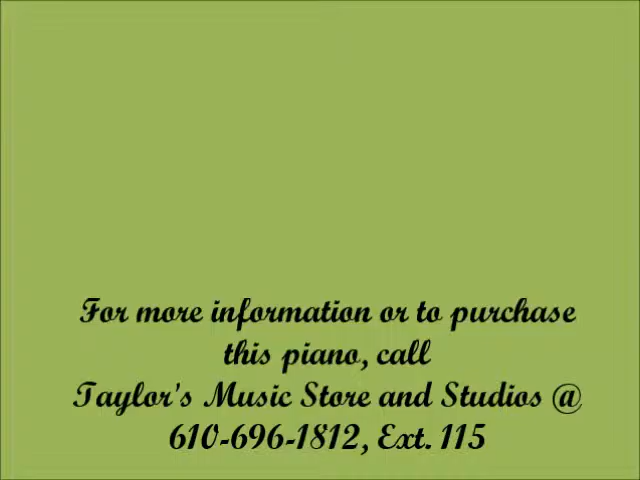 For more information or to purchase
this piano, call
Taylor's Music Store and Studios @
610-696-1812, Ext. 115